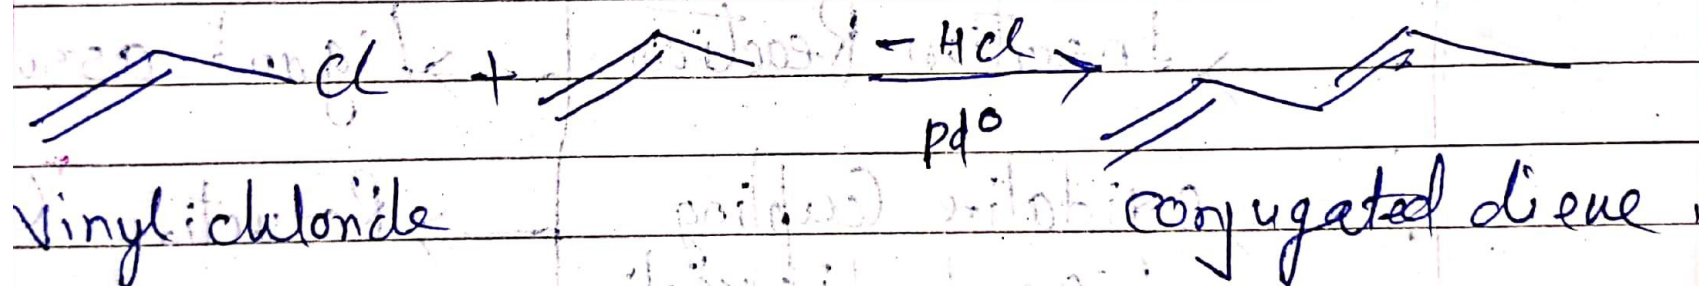 Cl + - HCl
Pd⁰
Vinyl chloride conjugated diene